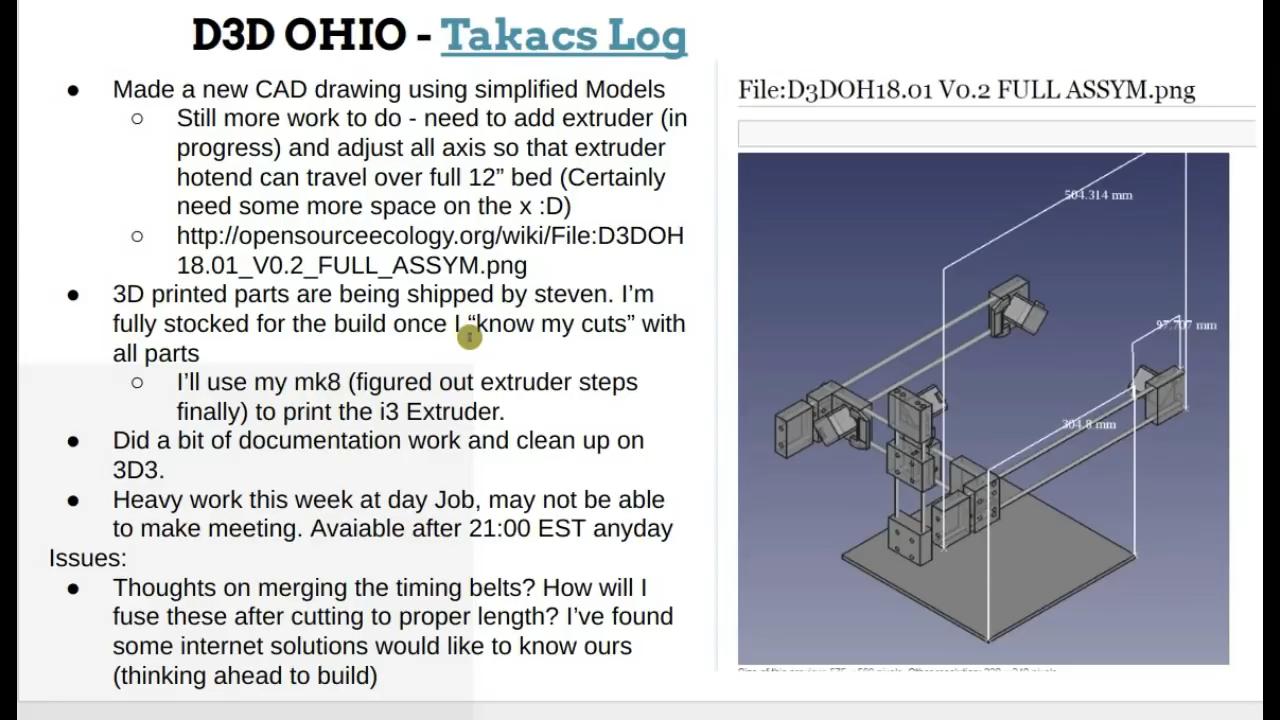 D3D OHIO - Takacs Log
● Made a new CAD drawing using simplified Models
○ Still more work to do - need to add extruder (in
progress) and adjust all axis so that extruder
hotend can travel over full 12” bed (Certainly
need some more space on the x :D)
○ http://opensourceecology.org/wiki/File:D3DOH
18.01_V0.2_FULL_ASSYM.png
● 3D printed parts are being shipped by steven. I’m
fully stocked for the build once I “know my cuts” with
all parts
○ I’ll use my mk8 (figured out extruder steps
finally) to print the i3 Extruder.
● Did a bit of documentation work and clean up on
3D3.
● Heavy work this week at day Job, may not be able
to make meeting. Avaiable after 21:00 EST anyday
Issues:
● Thoughts on merging the timing belts? How will I
fuse these after cutting to proper length? I’ve found
some internet solutions would like to know ours
(thinking ahead to build)
File:D3DOH18.01 V0.2 FULL ASSYM.png
504.314 mm
97.707 mm
304.8 mm